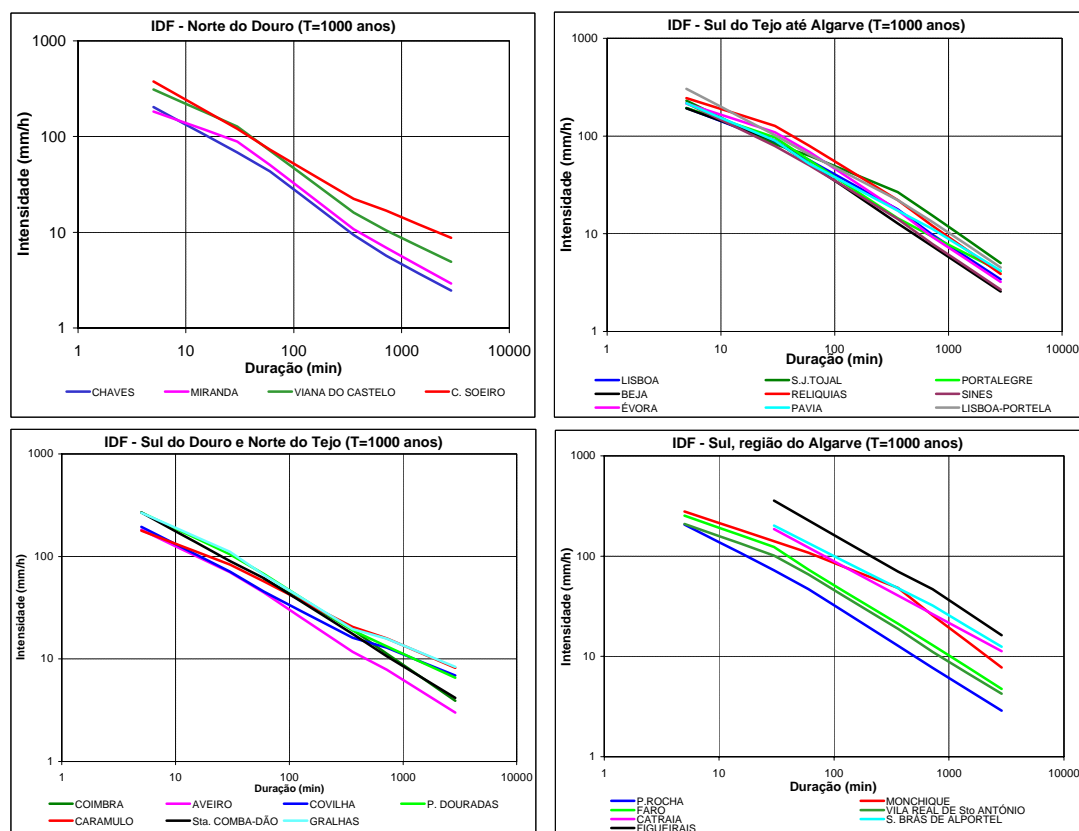 IDF - Norte do Douro (T=1000 anos)
Intensidade (mm/h)
1000
100
10
1
1 10 100 1000 10000
Duração (min)
CHAVES MIRANDA VIANA DO CASTELO C. SOEIRO
IDF - Sul do Tejo até Algarve (T=1000 anos)
Intensidade (mm/h)
1000
100
10
1
1 10 100 1000 10000
Duração (min)
LISBOA S.J.TOJAL PORTALEGRE
BEJA RELIQUIAS SINES
ÉVORA PAVIA LISBOA-PORTELA
IDF - Sul do Douro e Norte do Tejo (T=1000 anos)
Intensidade (mm/h)
1000
100
10
1
1 10 100 1000 10000
Duração (min)
COIMBRA AVEIRO COVILHA P. DOURADAS
CARAMULO Sta. COMBA-DÃO GRALHAS
IDF - Sul, região do Algarve (T=1000 anos)
Intensidade (mm/h)
1000
100
10
1
1 10 100 1000 10000
Duração (min)
P.ROCHA MONCHIQUE
FARO VILA REAL DE Sto ANTÓNIO
CATRAIA S. BRÁS DE ALPORTEL
FIGUEIRAIS